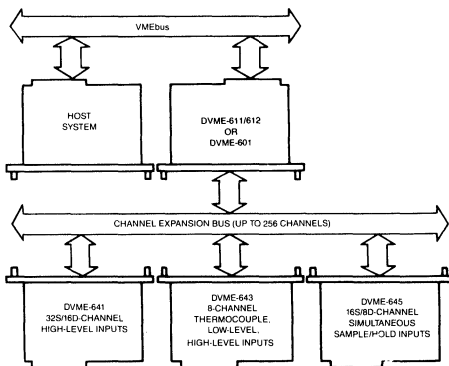 VMEbus
HOST
SYSTEM
DVME-611/612
OR
DVME-601
CHANNEL EXPANSION BUS (UP TO 256 CHANNELS)
DVME-641
32S/16D-CHANNEL
HIGH-LEVEL INPUTS
DVME-643
8-CHANNEL
THERMOCOUPLE,
LOW-LEVEL,
HIGH-LEVEL INPUTS
DVME-645
16S/8D-CHANNEL
SIMULTANEOUS
SAMPLE/HOLD INPUTS